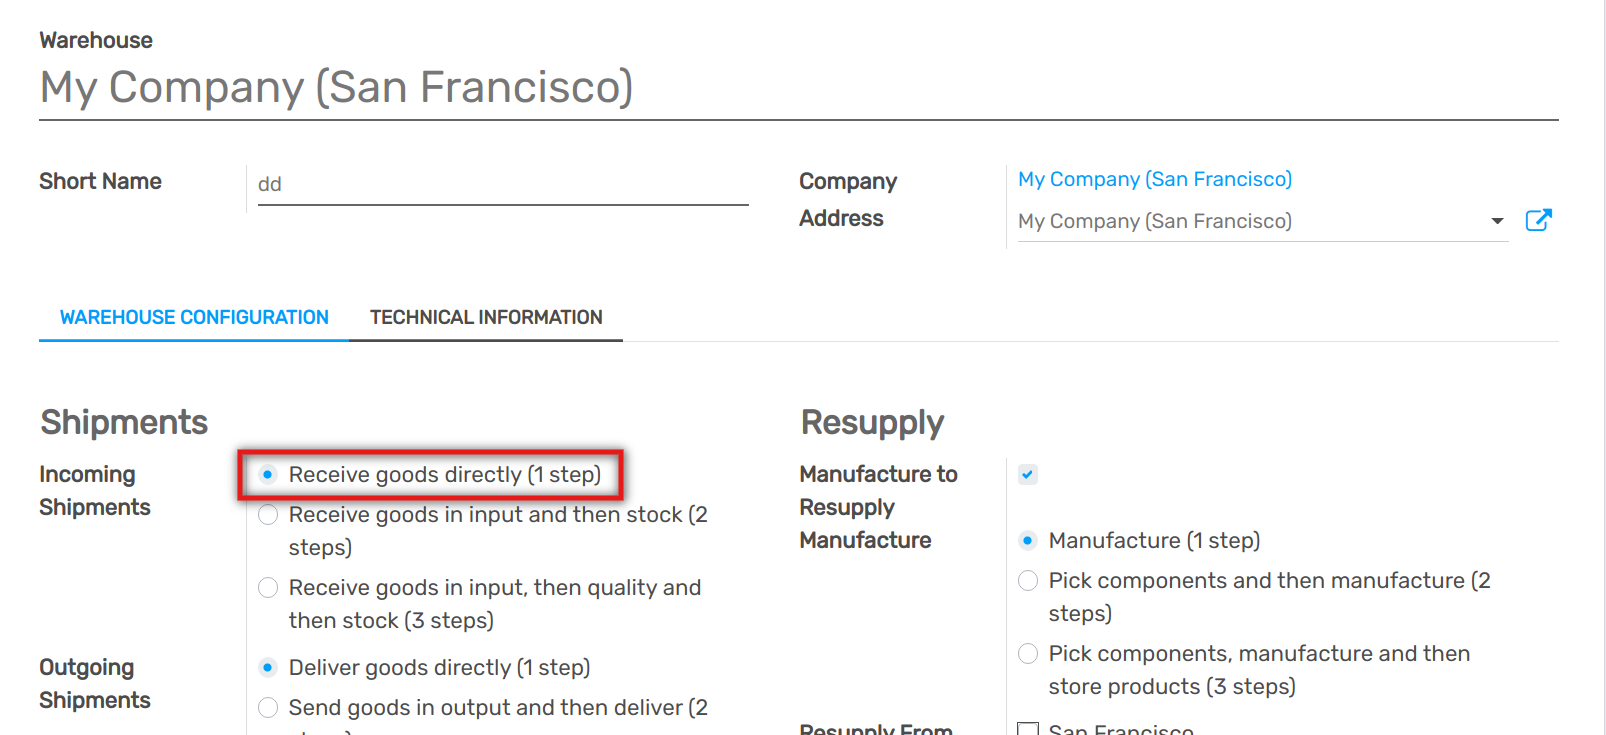 Warehouse
My Company (San Francisco)
Short Name
dd
Company
My Company (San Francisco)
Address
My Company (San Francisco)
WAREHOUSE CONFIGURATION
TECHNICAL INFORMATION
Shipments
Incoming
Shipments
Receive goods directly (1 step)
Receive goods in input and then stock (2
steps)
Receive goods in input, then quality and
then stock (3 steps)
Outgoing
Shipments
Deliver goods directly (1 step)
Send goods in output and then deliver (2
Resupply
Manufacture to
Resupply
Manufacture
Manufacture (1 step)
Pick components and then manufacture (2
steps)
Pick components, manufacture and then
store products (3 steps)
Resupply From
San Francisco